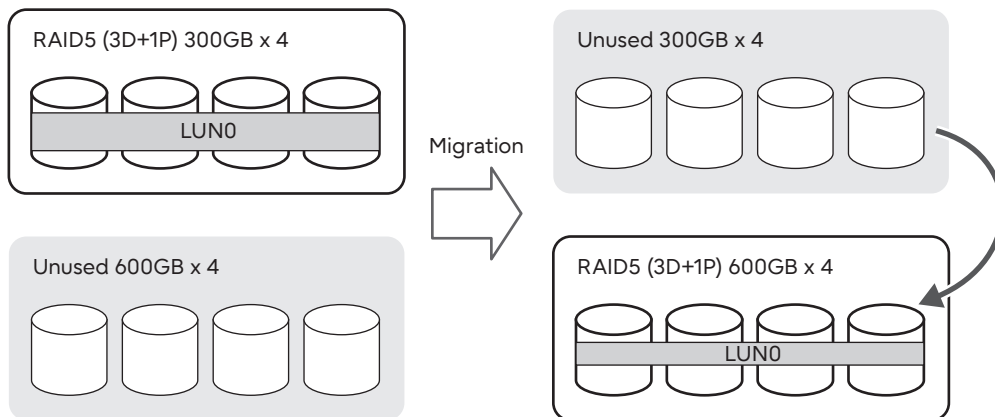 RAID5 (3D+1P) 300GB x 4
LUN0
Unused 600GB x 4
Migration
Unused 300GB x 4
RAID5 (3D+1P) 600GB x 4
LUN0